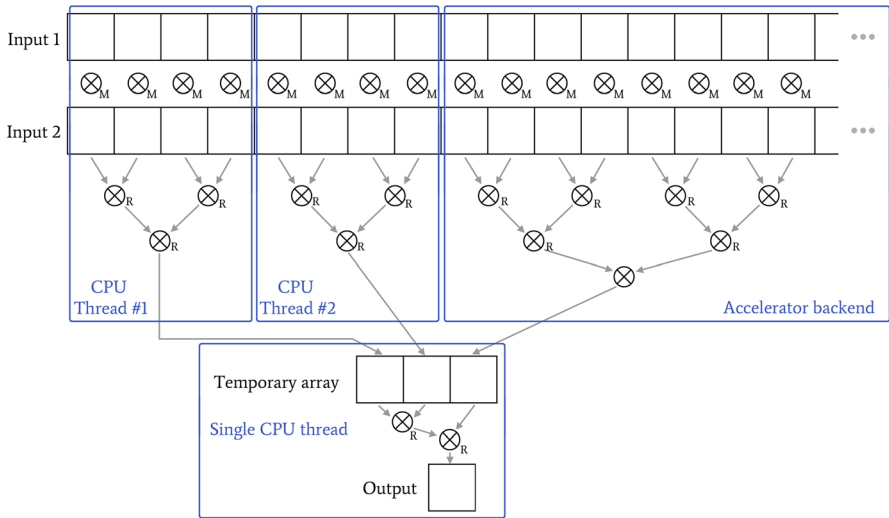 Input 1
•••
M M M M M M M M M M M M M M M M
Input 2
•••
R R R R R R R R
R R R R
CPU
Thread #1
CPU
Thread #2
Accelerator backend
Temporary array
R
Single CPU thread
R
Output